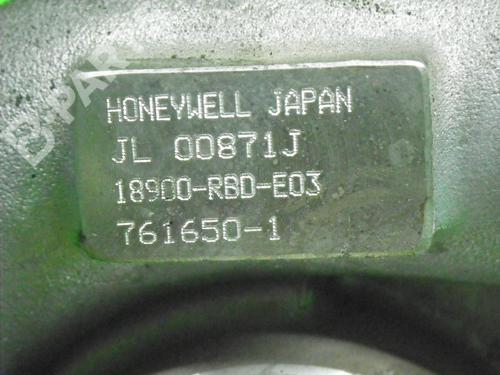 B-PARTS
HONEYWELL JAPAN
JL 00871J
18900-RBD-E03
761650-1